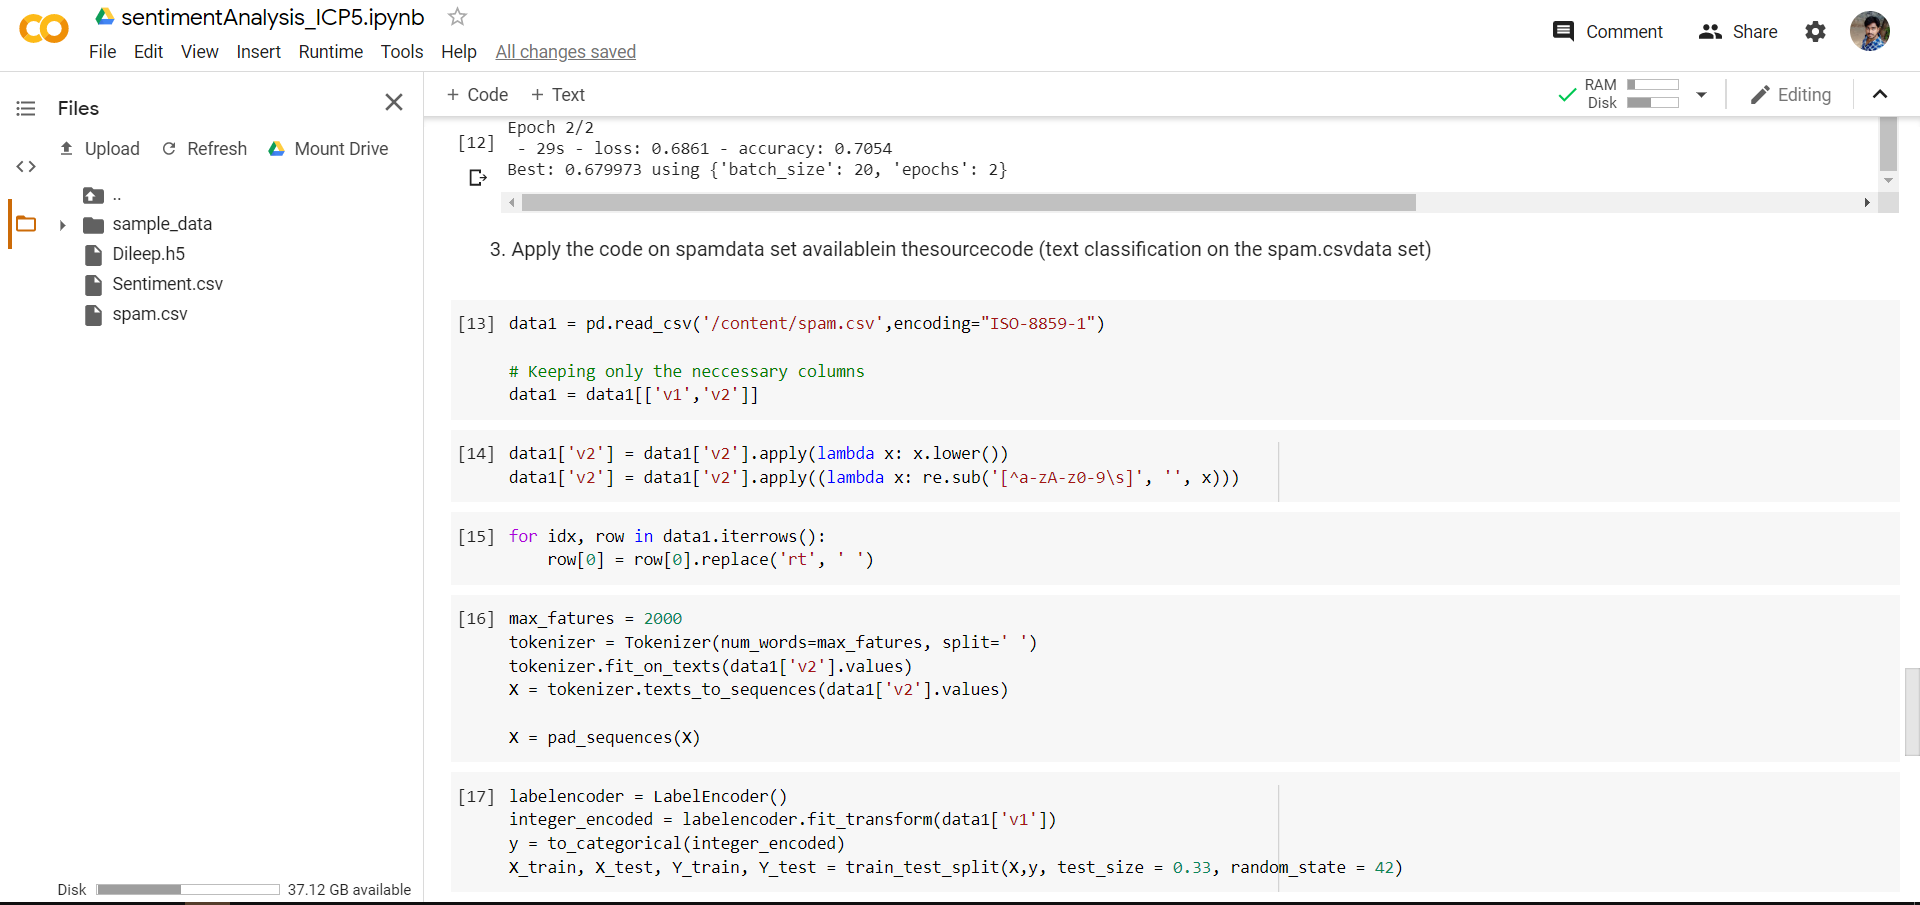 sentimentAnalysis_ICP5.ipynb
File Edit View Insert Runtime Tools Help All changes saved
Comment Share
Files
+ Code + Text
RAM
Disk
Editing
Upload Refresh Mount Drive
..
sample_data
Dileep.h5
Sentiment.csv
spam.csv
Disk 37.12 GB available
[12]
Epoch 2/2
- 29s - loss: 0.6861 - accuracy: 0.7054
Best: 0.679973 using {'batch_size': 20, 'epochs': 2}
3. Apply the code on spamdata set availablein thesourcecode (text classification on the spam.csvdata set)
[13] data1 = pd.read_csv('/content/spam.csv',encoding="ISO-8859-1")
# Keeping only the neccessary columns
data1 = data1[['v1','v2']]
[14] data1['v2'] = data1['v2'].apply(lambda x: x.lower())
data1['v2'] = data1['v2'].apply((lambda x: re.sub('[^a-zA-z0-9\s]', '', x)))
[15] for idx, row in data1.iterrows():
row[0] = row[0].replace('rt', ' ')
[16] max_fatures = 2000
tokenizer = Tokenizer(num_words=max_fatures, split=' ')
tokenizer.fit_on_texts(data1['v2'].values)
X = tokenizer.texts_to_sequences(data1['v2'].values)
X = pad_sequences(X)
[17] labelencoder = LabelEncoder()
integer_encoded = labelencoder.fit_transform(data1['v1'])
y = to_categorical(integer_encoded)
X_train, X_test, Y_train, Y_test = train_test_split(X,y, test_size = 0.33, random_state = 42)